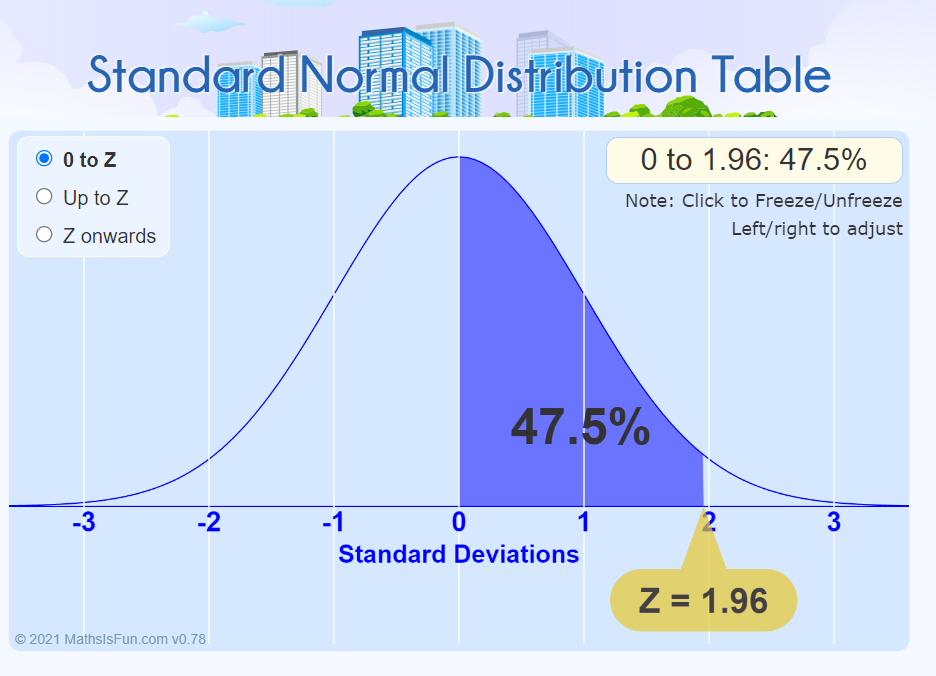 Standard Normal Distribution Table
0 to Z
Up to Z
Z onwards
0 to 1.96: 47.5%
Note: Click to Freeze/Unfreeze
Left/right to adjust
47.5%
-3 -2 -1 0 1 2 3
Standard Deviations
Z = 1.96
© 2021 MathsIsFun.com v0.78